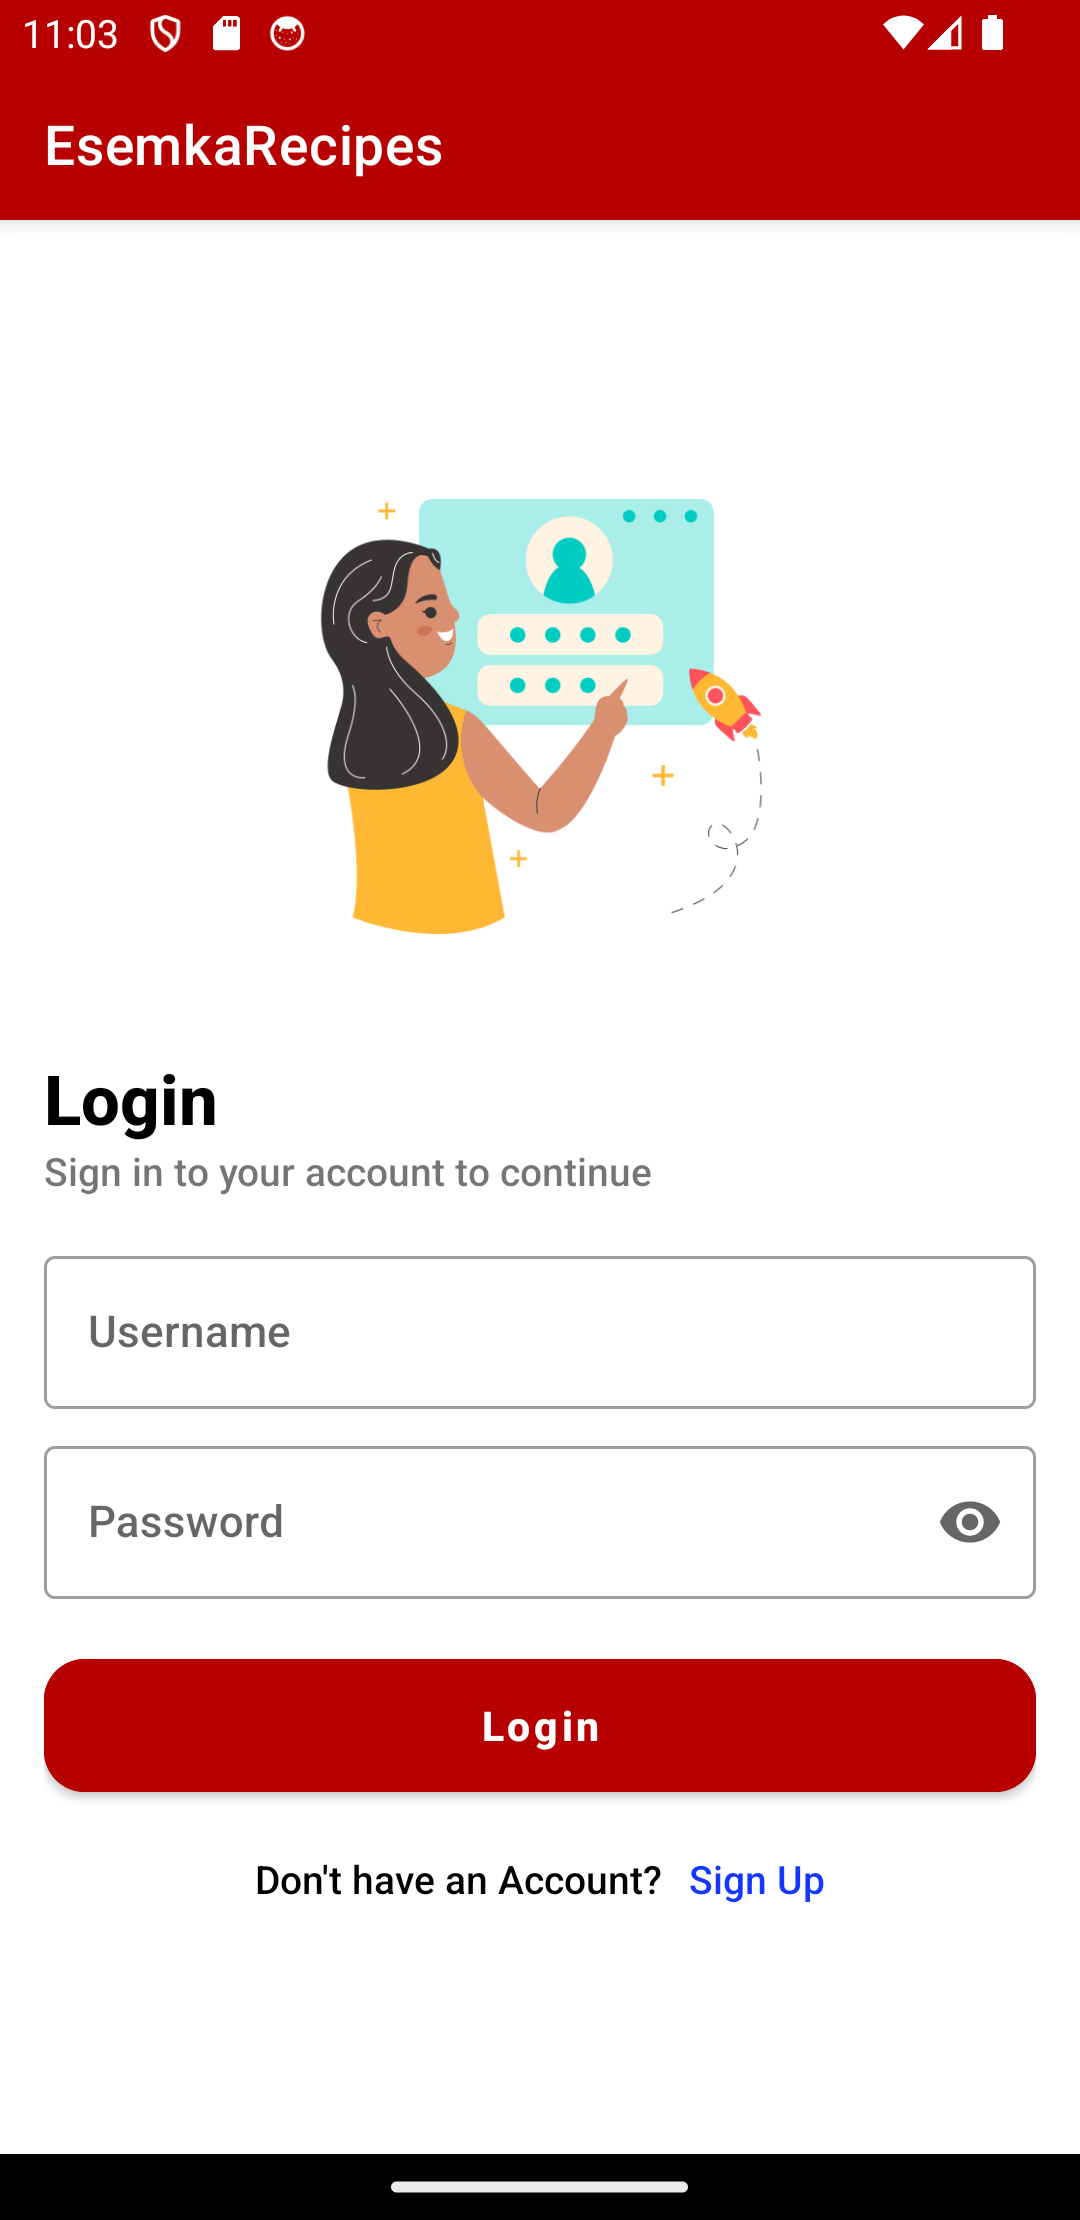 11:03
EsemkaRecipes
Login
Sign in to your account to continue
Username
Password
Login
Don't have an Account? Sign Up